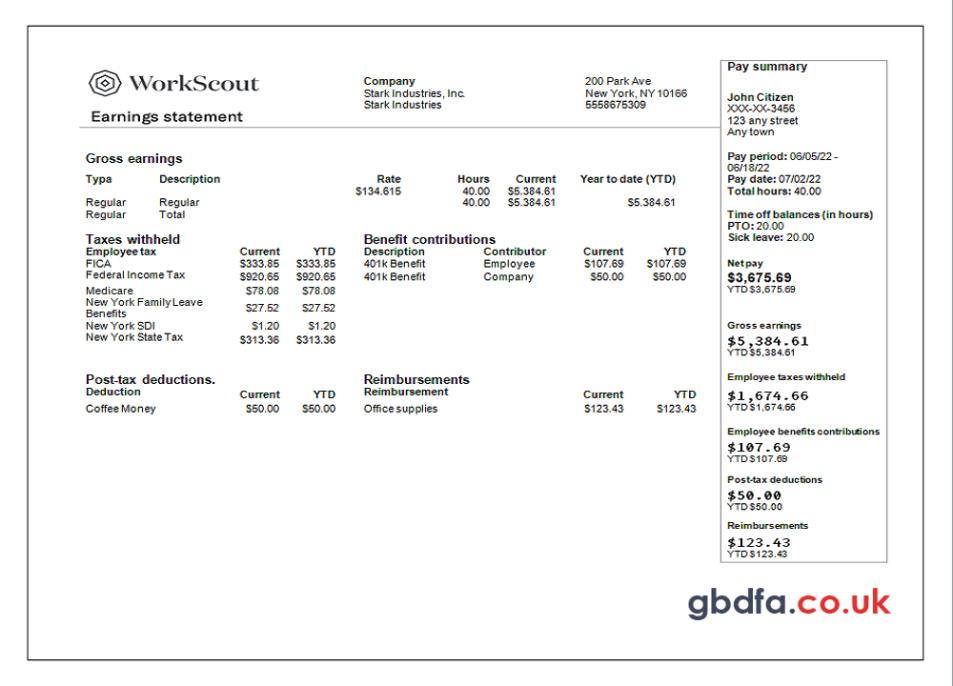 WorkScout
Earnings statement
Company
Stark Industries, Inc.
Stark Industries
200 Park Ave
New York, NY 10166
5558675309
Gross earnings
Typa Description Rate Hours Current Year to date (YTD)
$134.615 40.00 $5.384.61
Regular Regular 40.00 $5.384.61 $5.384.61
Regular Total
Taxes withheld
Employee tax Current YTD
FICA $333.85 $333.85
Federal Income Tax $920.65 $920.65
Medicare $78.08 $78.08
New York Family Leave
Benefits $27.52 $27.52
New York SDI $1.20 $1.20
New York State Tax $313.36 $313.36
Benefit contributions
Description Contributor Current YTD
401k Benefit Employee $107.69 $107.69
401k Benefit Company $50.00 $50.00
Post-tax deductions.
Deduction Current YTD
Coffee Money $50.00 $50.00
Reimbursements
Reimbursement Current YTD
Office supplies $123.43 $123.43
Pay summary
John Citizen
XXX-XX-3456
123 any street
Any town
Pay period: 06/05/22 -
06/18/22
Pay date: 07/02/22
Total hours: 40.00
Time off balances (in hours)
PTO: 20.00
Sick leave: 20.00
Net pay
$3,675.69
YTD $3,675.69
Gross earnings
$5,384.61
YTD $5.384.61
Employee taxes withheld
$1,674.66
YTD $1,674.66
Employee benefits contributions
$107.69
YTD $107.69
Post-tax deductions
$50.00
YTD $50.00
Reimbursements
$123.43
YTD $123.43
gbdfa.co.uk